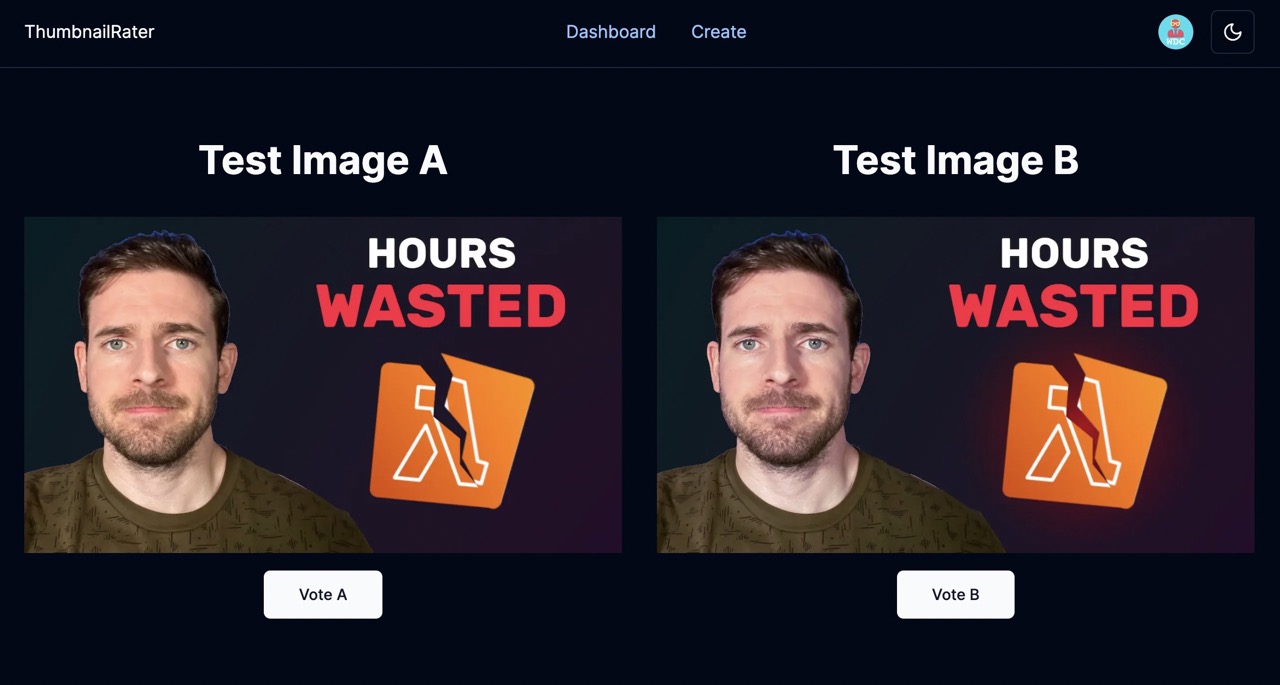 ThumbnailRater
Dashboard
Create
WDC
Test Image A
Test Image B
HOURS
WASTED
HOURS
WASTED
Vote A
Vote B